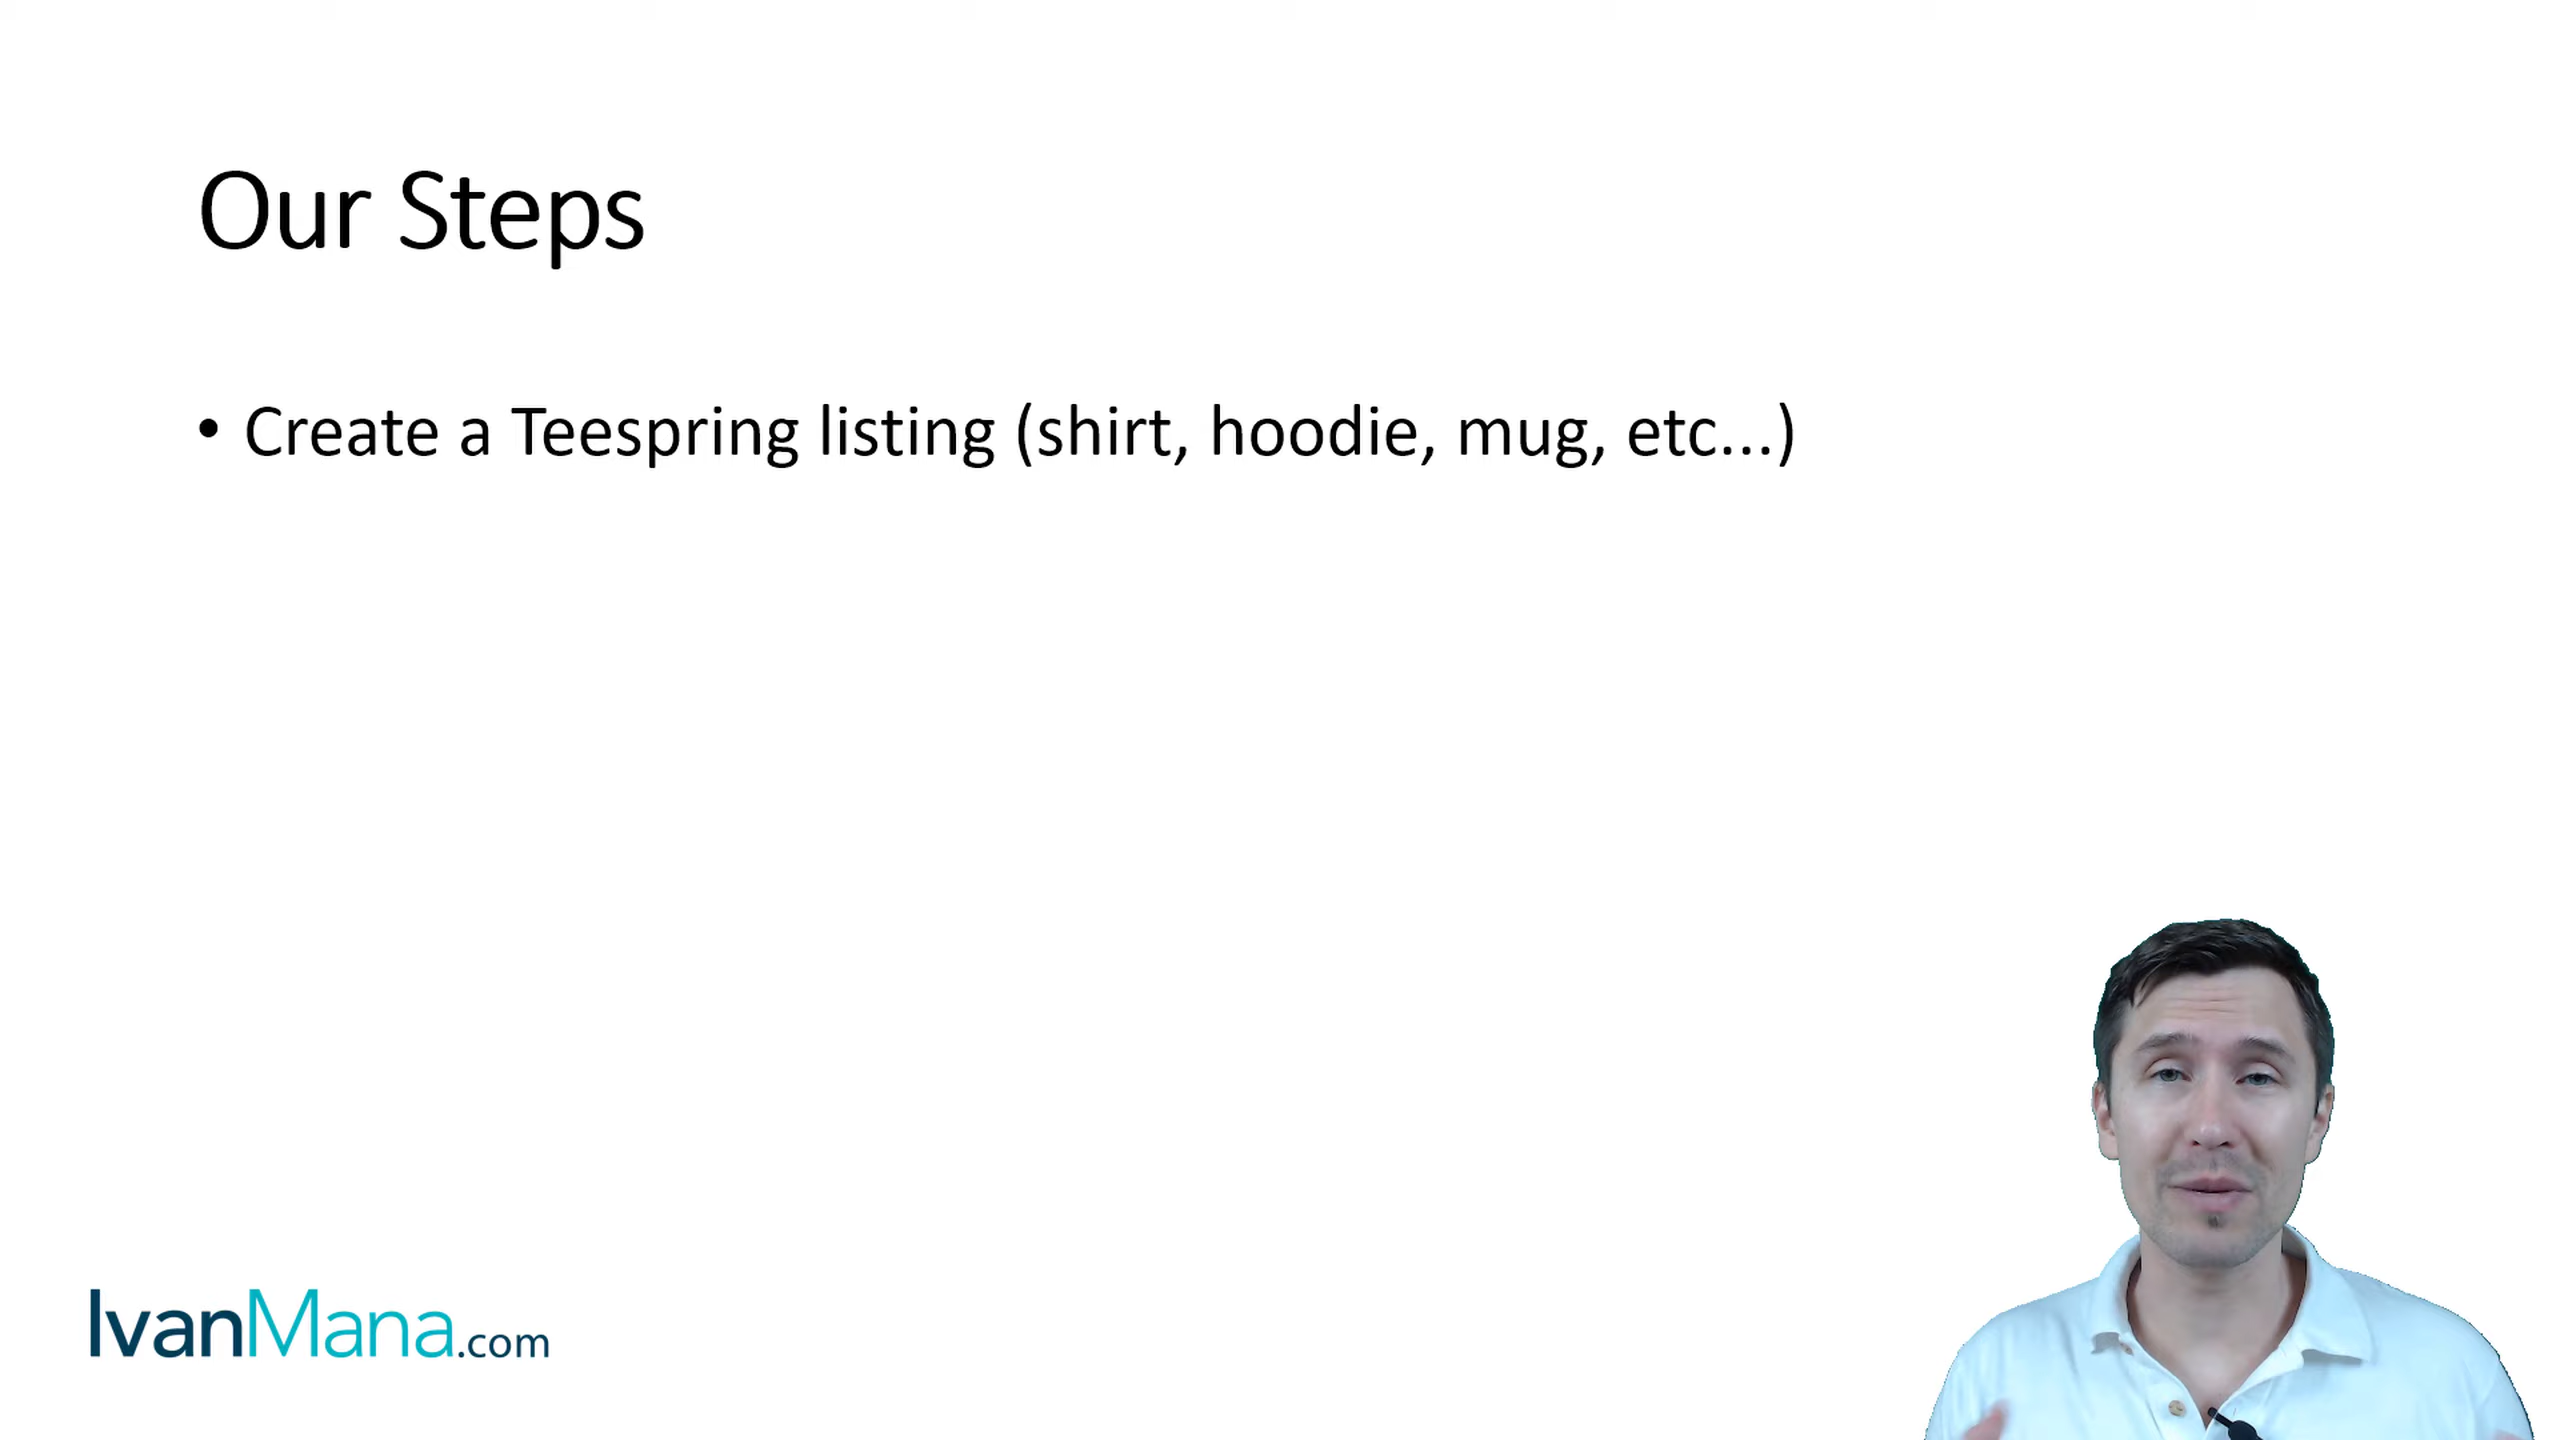 Our Steps
• Create a Teespring listing (shirt, hoodie, mug, etc...)
IvanMana.com